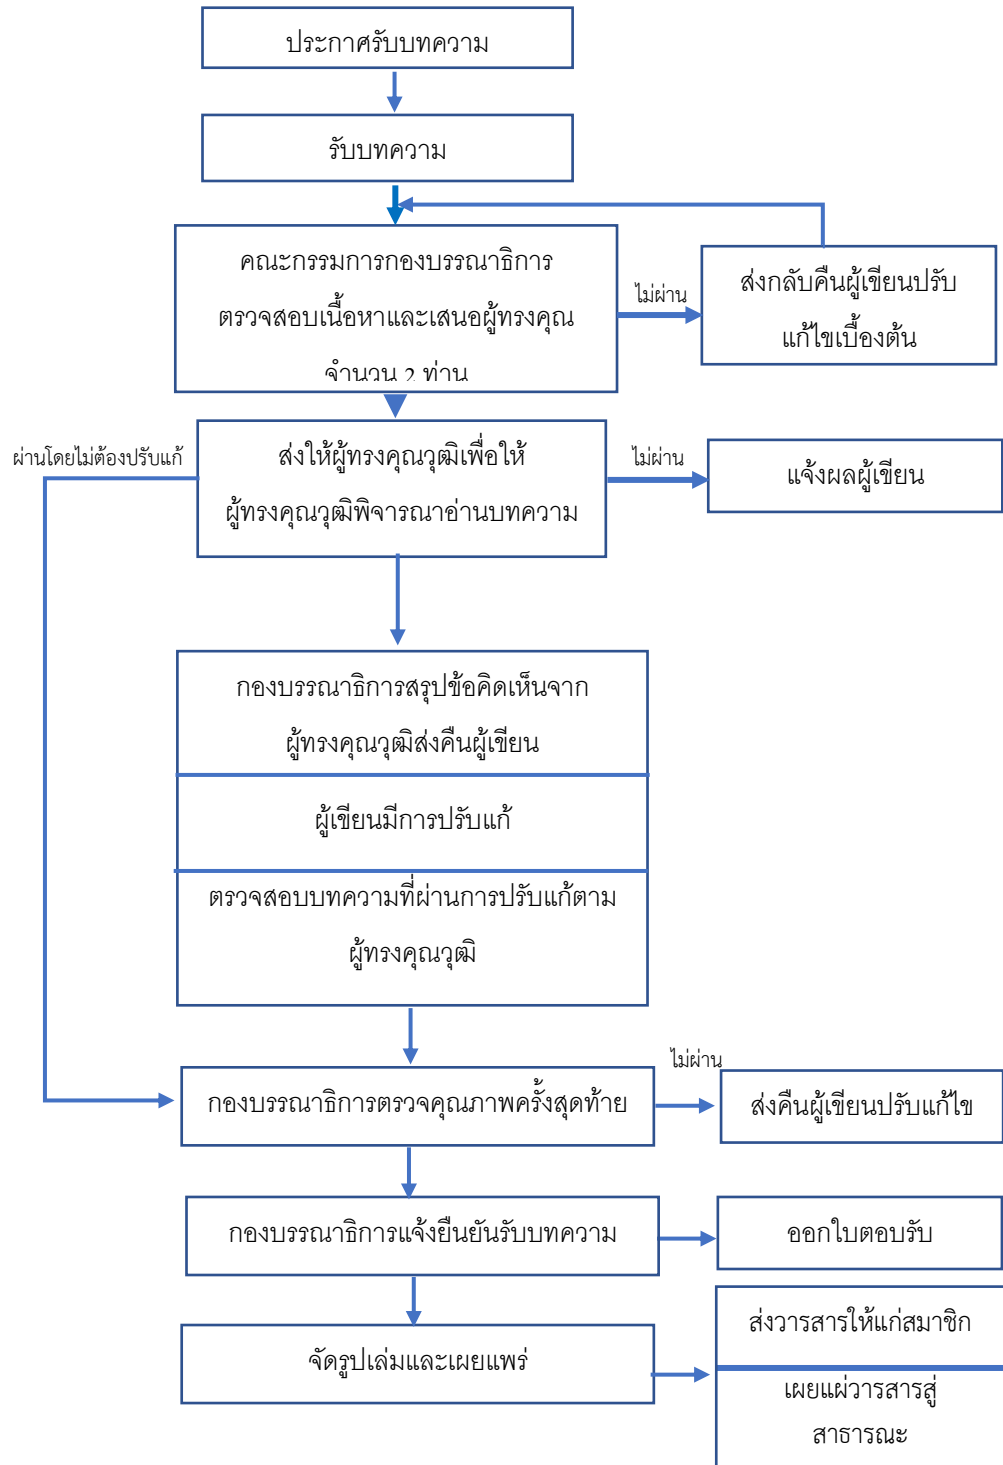 ประกาศรับบทความ
รับบทความ
คณะกรรมการกองบรรณาธิการ
ตรวจสอบเนื้อหาและเสนอผู้ทรงคุณ
จำนวน 2 ท่าน
ไม่ผ่าน
ส่งกลับคืนผู้เขียนปรับ
แก้ไขเบื้องต้น
ผ่านโดยไม่ต้องปรับแก้
ส่งให้ผู้ทรงคุณวุฒิเพื่อให้
ผู้ทรงคุณวุฒิพิจารณาอ่านบทความ
ไม่ผ่าน
แจ้งผลผู้เขียน
กองบรรณาธิการสรุปข้อคิดเห็นจาก
ผู้ทรงคุณวุฒิส่งคืนผู้เขียน
ผู้เขียนมีการปรับแก้
ตรวจสอบบทความที่ผ่านการปรับแก้ตาม
ผู้ทรงคุณวุฒิ
กองบรรณาธิการตรวจคุณภาพครั้งสุดท้าย
ไม่ผ่าน
ส่งคืนผู้เขียนปรับแก้ไข
กองบรรณาธิการแจ้งยืนยันรับบทความ
ออกใบตอบรับ
จัดรูปเล่มและเผยแพร่
ส่งวารสารให้แก่สมาชิก
เผยแผ่วารสารสู่
สาธารณะ